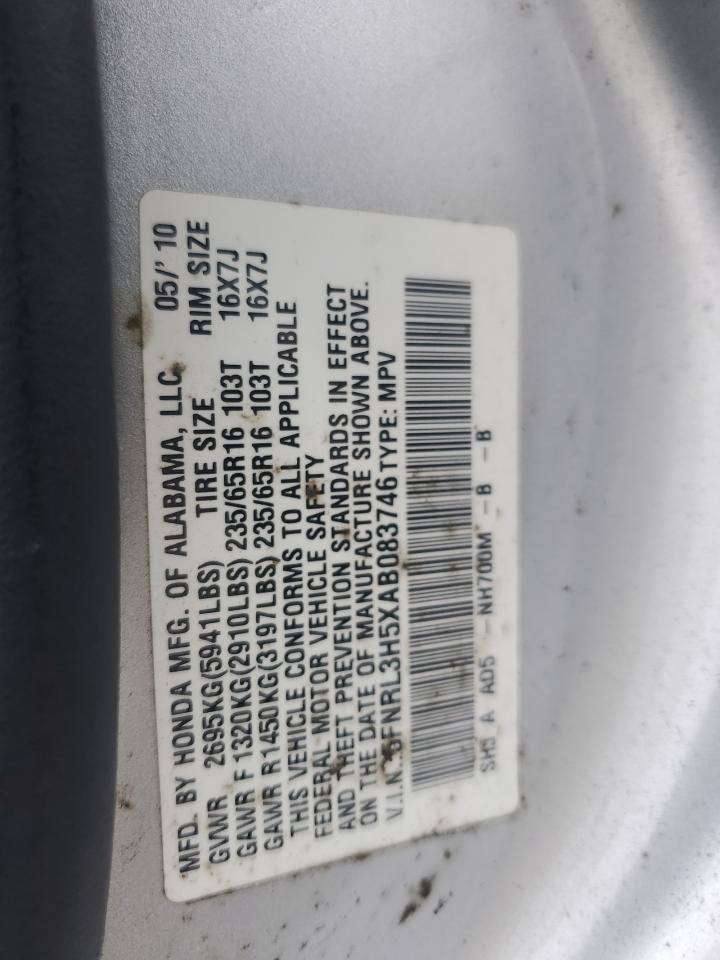 MFD. BY HONDA MFG. OF ALABAMA, LLC. 05/' 10
GVWR 2695KG(5941LBS) TIRE SIZE RIM SIZE
GAWR F 1320KG(2910LBS) 235/65R16 103T 16X7J
GAWR R1450KG(3197LBS) 235/65R16 103T 16X7J
THIS VEHICLE CONFORMS TO ALL APPLICABLE
FEDERAL MOTOR VEHICLE SAFETY
AND THEFT PREVENTION STANDARDS IN EFFECT
ON THE DATE OF MANUFACTURE SHOWN ABOVE.
V.I.N.:5FNRL3H5XAB083746 TYPE: MPV
SHJ A AD5 -NH700M -B -B